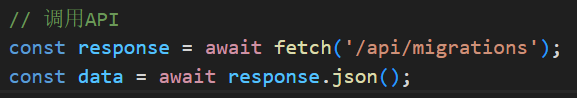 // 调用API
const response = await fetch('/api/migrations');
const data = await response.json();